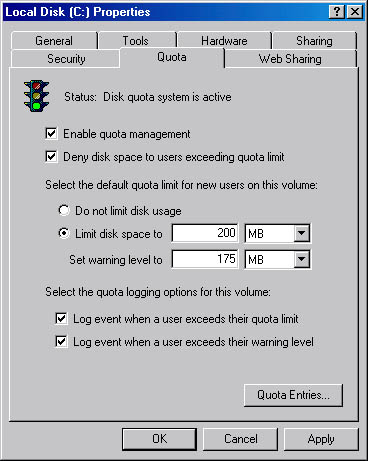 Local Disk (C:) Properties
General Tools Hardware Sharing
Security Quota Web Sharing
Status: Disk quota system is active
Enable quota management
Deny disk space to users exceeding quota limit
Select the default quota limit for new users on this volume:
Do not limit disk usage
Limit disk space to 200 MB
Set warning level to 175 MB
Select the quota logging options for this volume:
Log event when a user exceeds their quota limit
Log event when a user exceeds their warning level
Quota Entries...
OK Cancel Apply